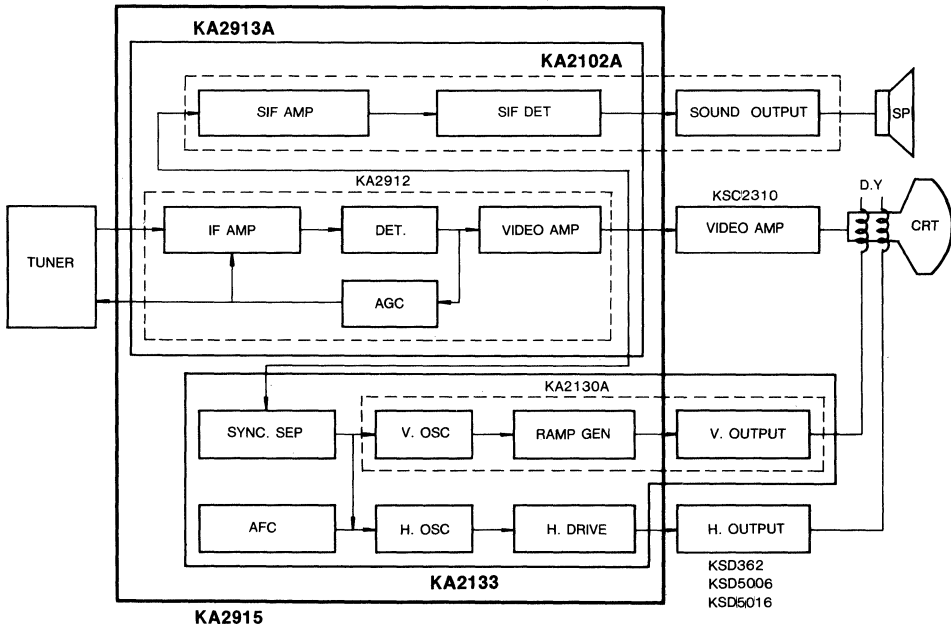 KA2913A
KA2102A
SIF AMP
SIF DET
SOUND OUTPUT
SP
KA2912
KSC2310
D.Y
TUNER
IF AMP
DET.
VIDEO AMP
VIDEO AMP
CRT
AGC
KA2130A
SYNC. SEP
V. OSC
RAMP GEN
V. OUTPUT
AFC
H. OSC
H. DRIVE
H. OUTPUT
KA2133
KSD362
KSD5006
KSD5016
KA2915